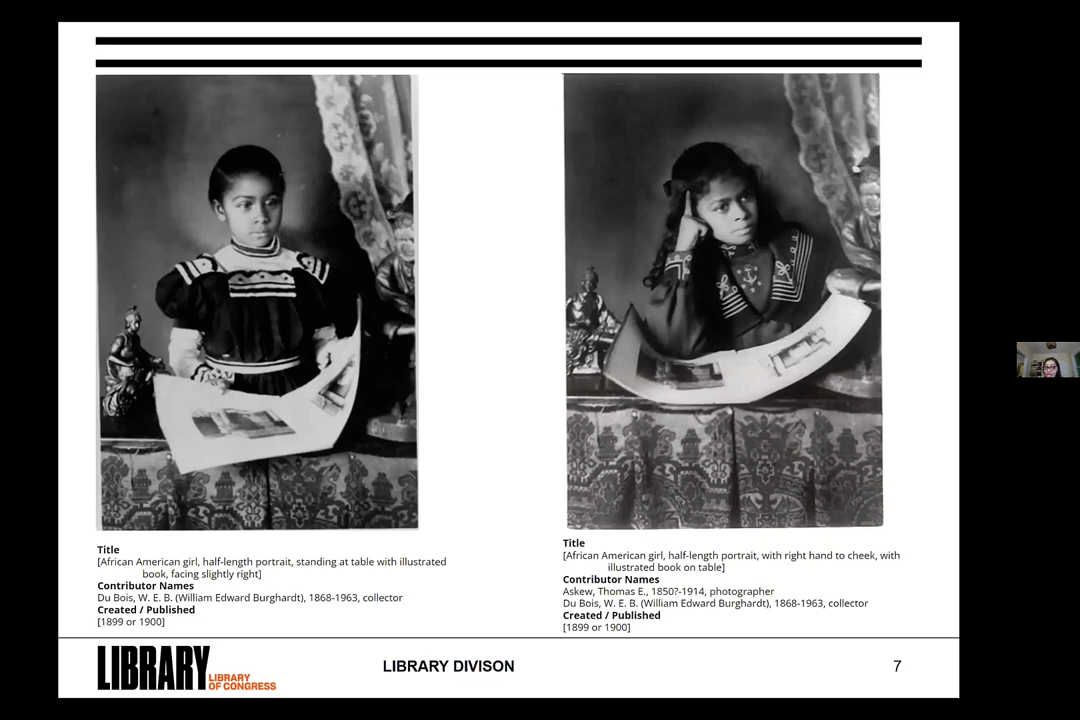 Title
[African American girl, half-length portrait, standing at table with illustrated
book, facing slightly right]
Contributor Names
Du Bois, W. E. B. (William Edward Burghardt), 1868-1963, collector
Created / Published
[1899 or 1900]
Title
[African American girl, half-length portrait, with right hand to cheek, with
illustrated book on table]
Contributor Names
Askew, Thomas E., 1850?-1914, photographer
Du Bois, W. E. B. (William Edward Burghardt), 1868-1963, collector
Created / Published
[1899 or 1900]
LIBRARY
LIBRARY
OF CONGRESS
LIBRARY DIVISON
7